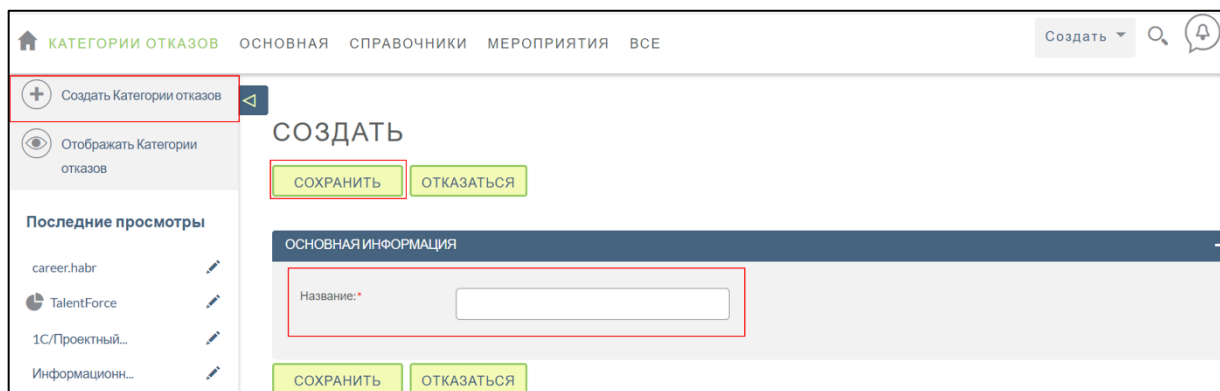 КАТЕГОРИИ ОТКАЗОВ ОСНОВНАЯ СПРАВОЧНИКИ МЕРОПРИЯТИЯ ВСЕ Создать
Создать Категории отказов
Отображать Категории
отказов
Последние просмотры
career.habr
TalentForce
1С/Проектный...
Информационн...
СОЗДАТЬ
СОХРАНИТЬ ОТКАЗАТЬСЯ
ОСНОВНАЯ ИНФОРМАЦИЯ
Название:*
СОХРАНИТЬ ОТКАЗАТЬСЯ